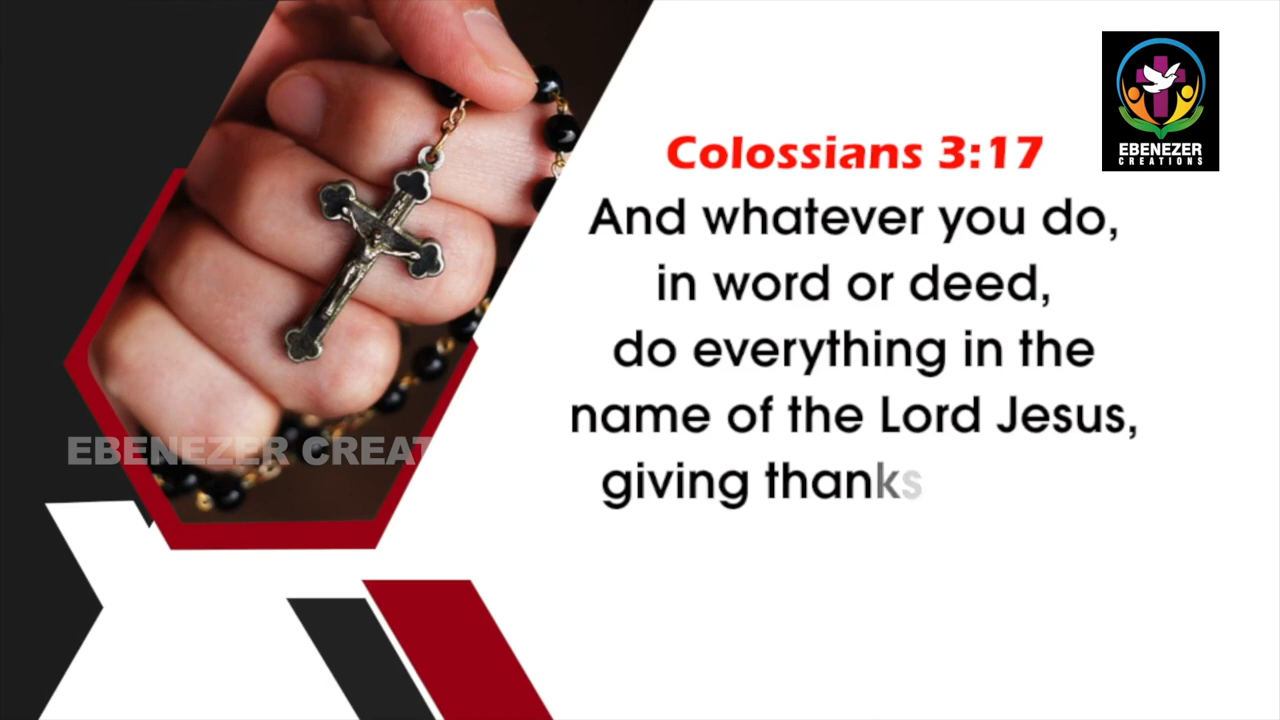 EBENEZER
CREATIONS
Colossians 3:17
And whatever you do,
in word or deed,
do everything in the
name of the Lord Jesus,
giving thanks
EBENEZER CREAT